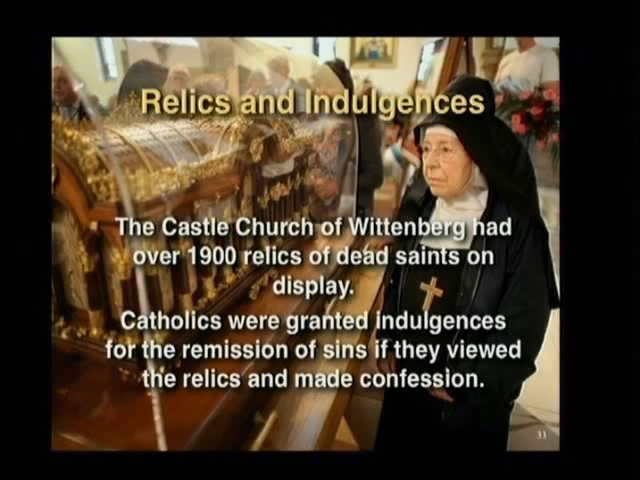 Relics and Indulgences
The Castle Church of Wittenberg had
over 1900 relics of dead saints on
display.
Catholics were granted indulgences
for the remission of sins if they viewed
the relics and made confession.
33